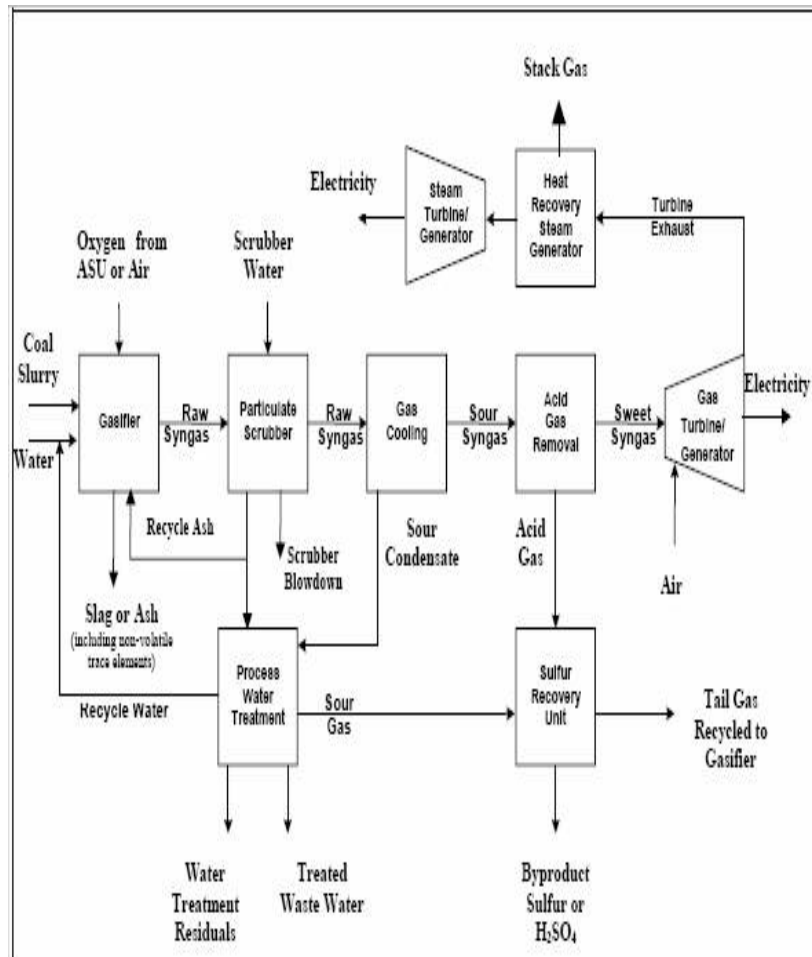 Stack Gas
Electricity
Steam
Turbine/
Generator
Heat
Recovery
Steam
Generator
Turbine
Exhaust
Oxygen from
ASU or Air
Scrubber
Water
Coal
Slurry
Water
Gasifier
Raw
Syngas
Particulate
Scrubber
Raw
Syngas
Gas
Cooling
Sour
Syngas
Acid
Gas
Removal
Sweet
Syngas
Gas
Turbine/
Generator
Electricity
Recycle Ash
Scrubber
Blowdown
Sour
Condensate
Acid
Gas
Air
Slag or Ash
(including non-volatile
trace elements)
Recycle Water
Process
Water
Treatment
Sour
Gas
Sulfur
Recovery
Unit
Tail Gas
Recycled to
Gasifier
Water
Treatment
Residuals
Treated
Waste Water
Byproduct
Sulfur or
H₂SO₄